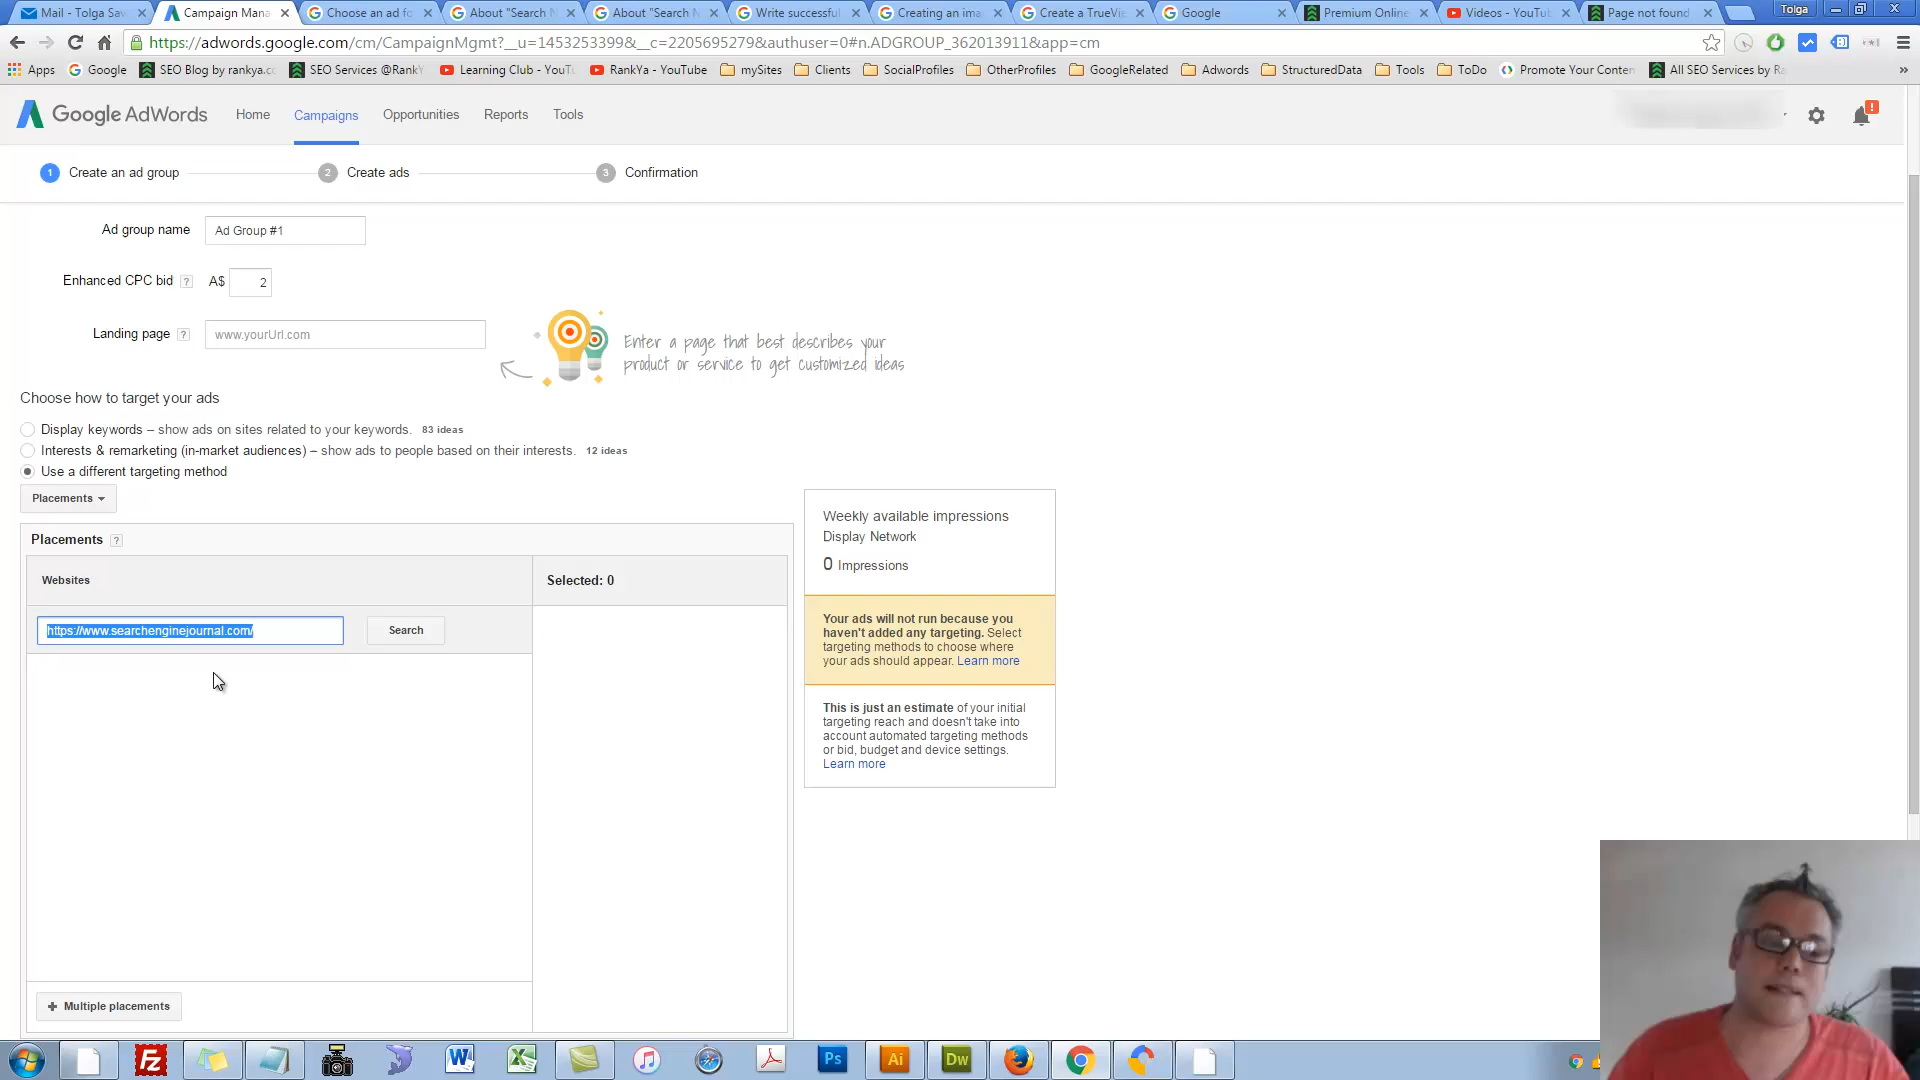 Mail - Tolga Sav
Campaign Mana
Choose an ad fo
About "Search N
About "Search N
Write successful
Creating an ima
Create a TrueVi
Google
Premium Online
Videos - YouTub
Page not found
Tolga
https://adwords.google.com/cm/CampaignMgmt?__u=1453253399&__c=2205695279&authuser=0#n.ADGROUP_362013911&app=cm
Apps
Google
SEO Blog by rankya.co
SEO Services @Rank
Learning Club - YouTu
RankYa - YouTube
mySites
Clients
SocialProfiles
OtherProfiles
GoogleRelated
Adwords
StructuredData
Tools
ToDo
Promote Your Conten
All SEO Services by Ra
»
Google AdWords
Home
Campaigns
Opportunities
Reports
Tools
!
1 Create an ad group
2 Create ads
3 Confirmation
Ad group name
Ad Group #1
Enhanced CPC bid ? A$ 2
Landing page ?
www.yourUrl.com
Enter a page that best describes your
product or service to get customized ideas
Choose how to target your ads
Display keywords – show ads on sites related to your keywords. 83 ideas
Interests & remarketing (in-market audiences) – show ads to people based on their interests. 12 ideas
Use a different targeting method
Placements
Placements ?
Websites
Selected: 0
https://www.searchenginejournal.com/
Search
+ Multiple placements
Weekly available impressions
Display Network
0 Impressions
Your ads will not run because you
haven't added any targeting. Select
targeting methods to choose where
your ads should appear. Learn more
This is just an estimate of your initial
targeting reach and doesn't take into
account automated targeting methods
or bid, budget and device settings.
Learn more
Fz
W
X
Ps
Ai
Dw